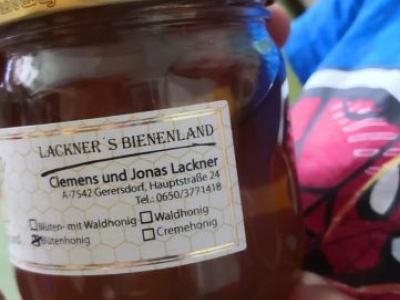 LACKNER´S BIENENLAND
Clemens und Jonas Lackner
A-7542 Gerersdorf, Hauptstraße 24
Tel.: 0650/3771418
Blüten- mit Waldhonig Waldhonig
Blütenhonig Cremehonig